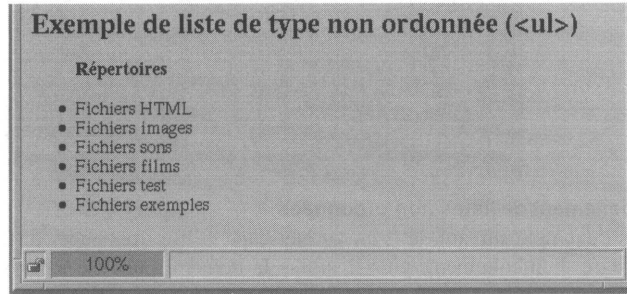 Exemple de liste de type non ordonnée (<ul>)
Répertoires
• Fichiers HTML
• Fichiers images
• Fichiers sons
• Fichiers films
• Fichiers test
• Fichiers exemples
100%